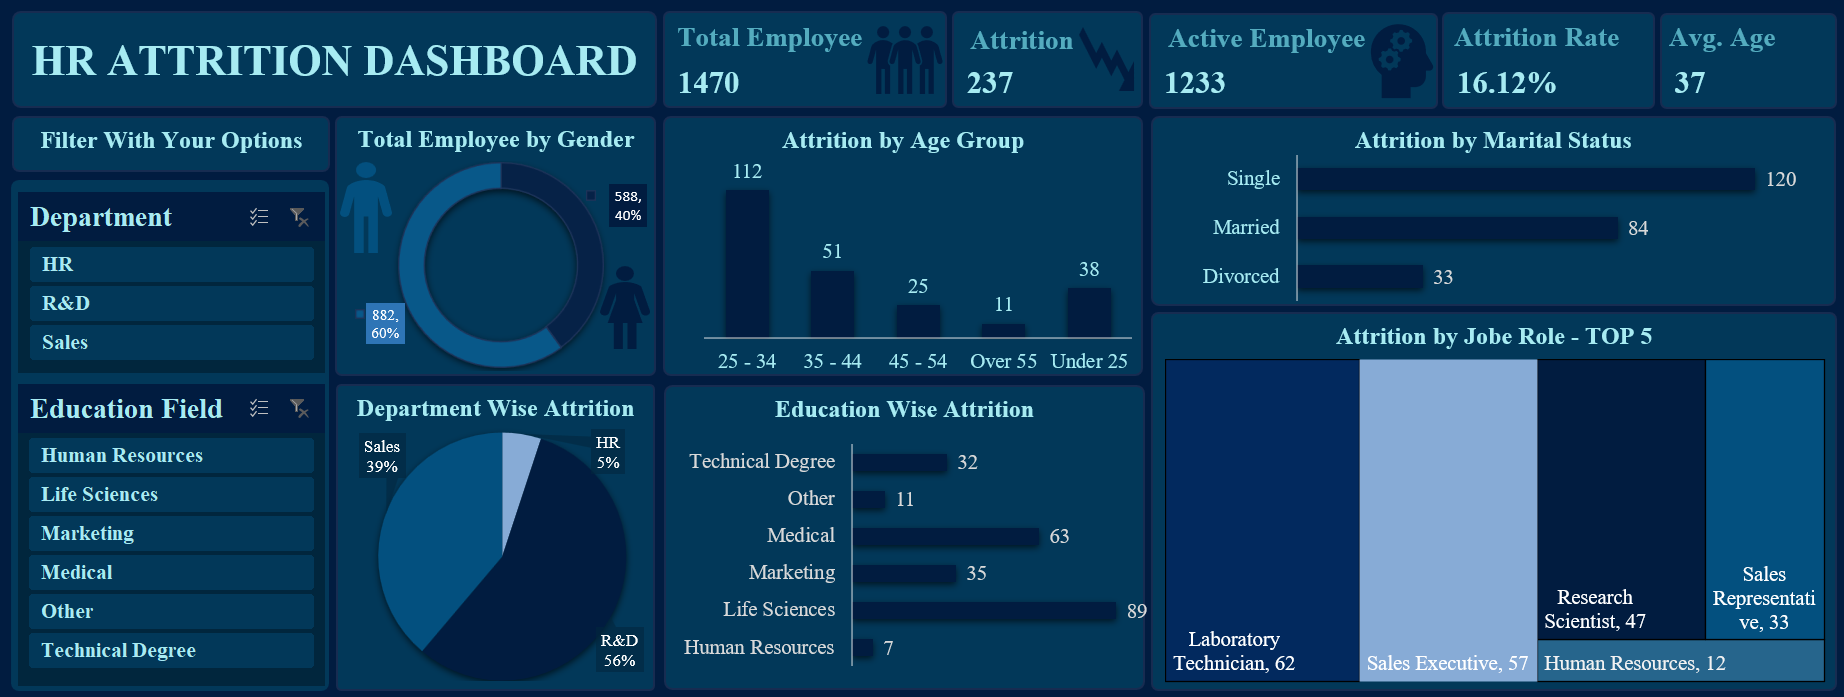 HR ATTRITION DASHBOARD
Total Employee
1470
Attrition
237
Active Employee
1233
Attrition Rate
16.12%
Avg. Age
37
Filter With Your Options
Department
HR
R&D
Sales
Education Field
Human Resources
Life Sciences
Marketing
Medical
Other
Technical Degree
Total Employee by Gender
588,
40%
882,
60%
Department Wise Attrition
Sales
39%
HR
5%
R&D
56%
Attrition by Age Group
112
51
25
11
38
25 - 34
35 - 44
45 - 54
Over 55
Under 25
Education Wise Attrition
Technical Degree 32
Other 11
Medical 63
Marketing 35
Life Sciences 89
Human Resources 7
Attrition by Marital Status
Single 120
Married 84
Divorced 33
Attrition by Jobe Role - TOP 5
Laboratory
Technician, 62
Sales Executive, 57
Research
Scientist, 47
Sales
Representati
ve, 33
Human Resources, 12